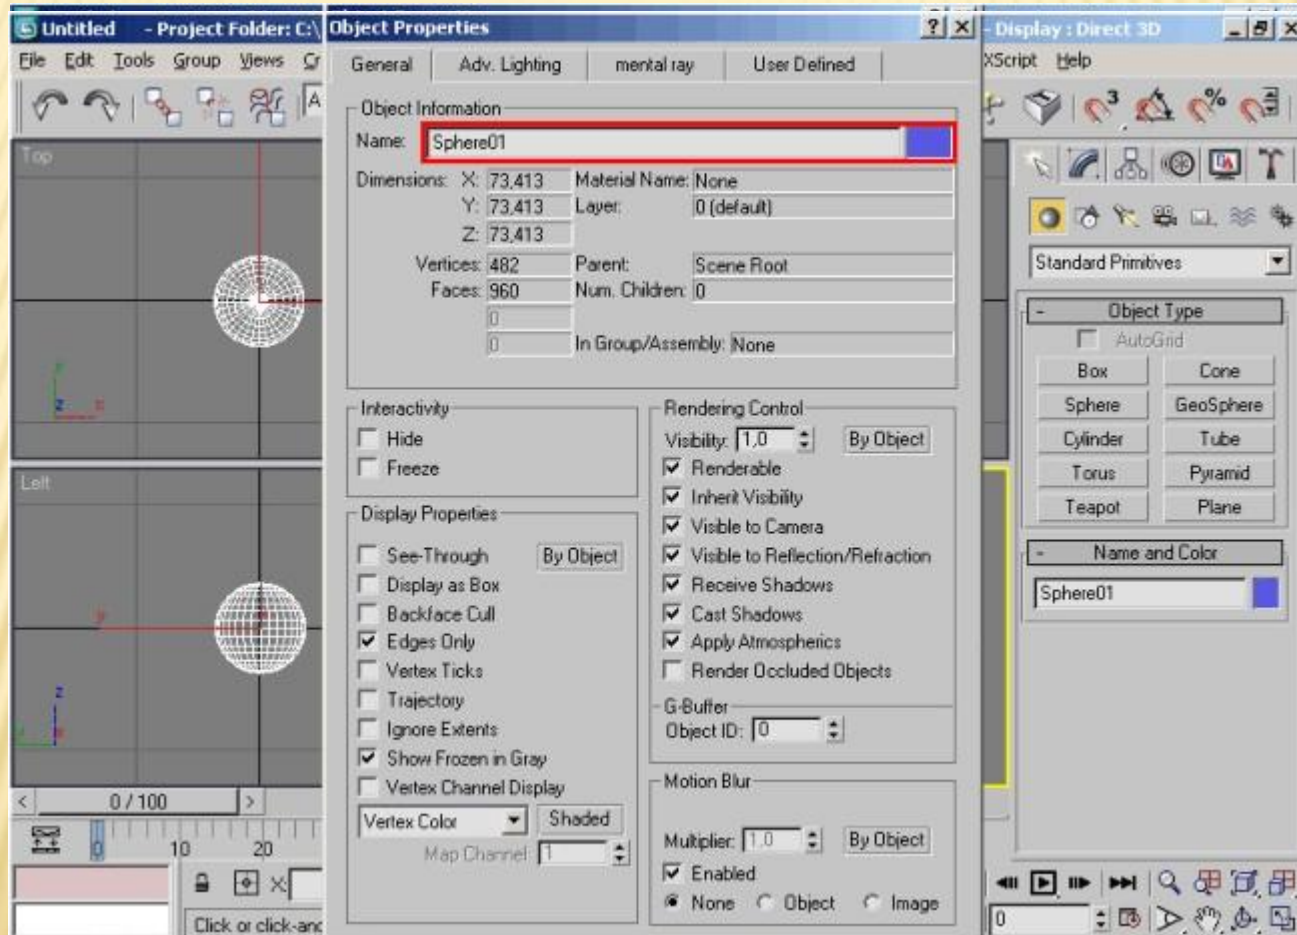 Untitled - Project Folder: C:\
Object Properties
- Display : Direct 3D
File Edit Tools Group Views Cr
XScript Help
General Adv. Lighting mental ray User Defined
Object Information
Name: Sphere01
Dimensions: X: 73,413 Material Name: None
Y: 73,413 Layer: 0 (default)
Z: 73,413
Vertices: 482 Parent: Scene Root
Faces: 960 Num. Children: 0
0
0 In Group/Assembly: None
Interactivity
Hide
Freeze
Display Properties
See-Through By Object
Display as Box
Backface Cull
Edges Only
Vertex Ticks
Trajectory
Ignore Extents
Show Frozen in Gray
Vertex Channel Display
Vertex Color Shaded
Map Channel: 1
Rendering Control
Visibility: 1,0 By Object
Renderable
Inherit Visibility
Visible to Camera
Visible to Reflection/Refraction
Receive Shadows
Cast Shadows
Apply Atmospherics
Render Occluded Objects
G-Buffer
Object ID: 0
Motion Blur
Multiplier: 1,0 By Object
Enabled
None Object Image
Top
y
z x
Left
y
z
0 / 100
0 10 20
X:
Click or click-and
3 %
Standard Primitives
- Object Type
AutoGrid
Box Cone
Sphere GeoSphere
Cylinder Tube
Torus Pyramid
Teapot Plane
- Name and Color
Sphere01
0